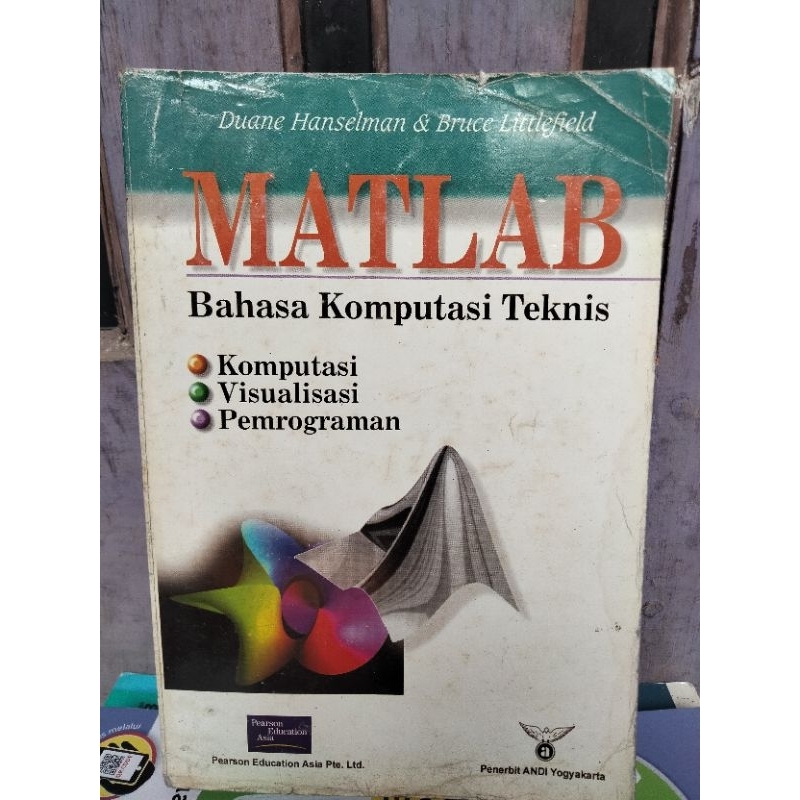 Duane Hanselman & Bruce Littlefield
MATLAB
Bahasa Komputasi Teknis
Komputasi
Visualisasi
Pemrograman
Pearson
Education
Asia
Pearson Education Asia Pte. Ltd.
a
Penerbit ANDI Yogyakarta
melalui